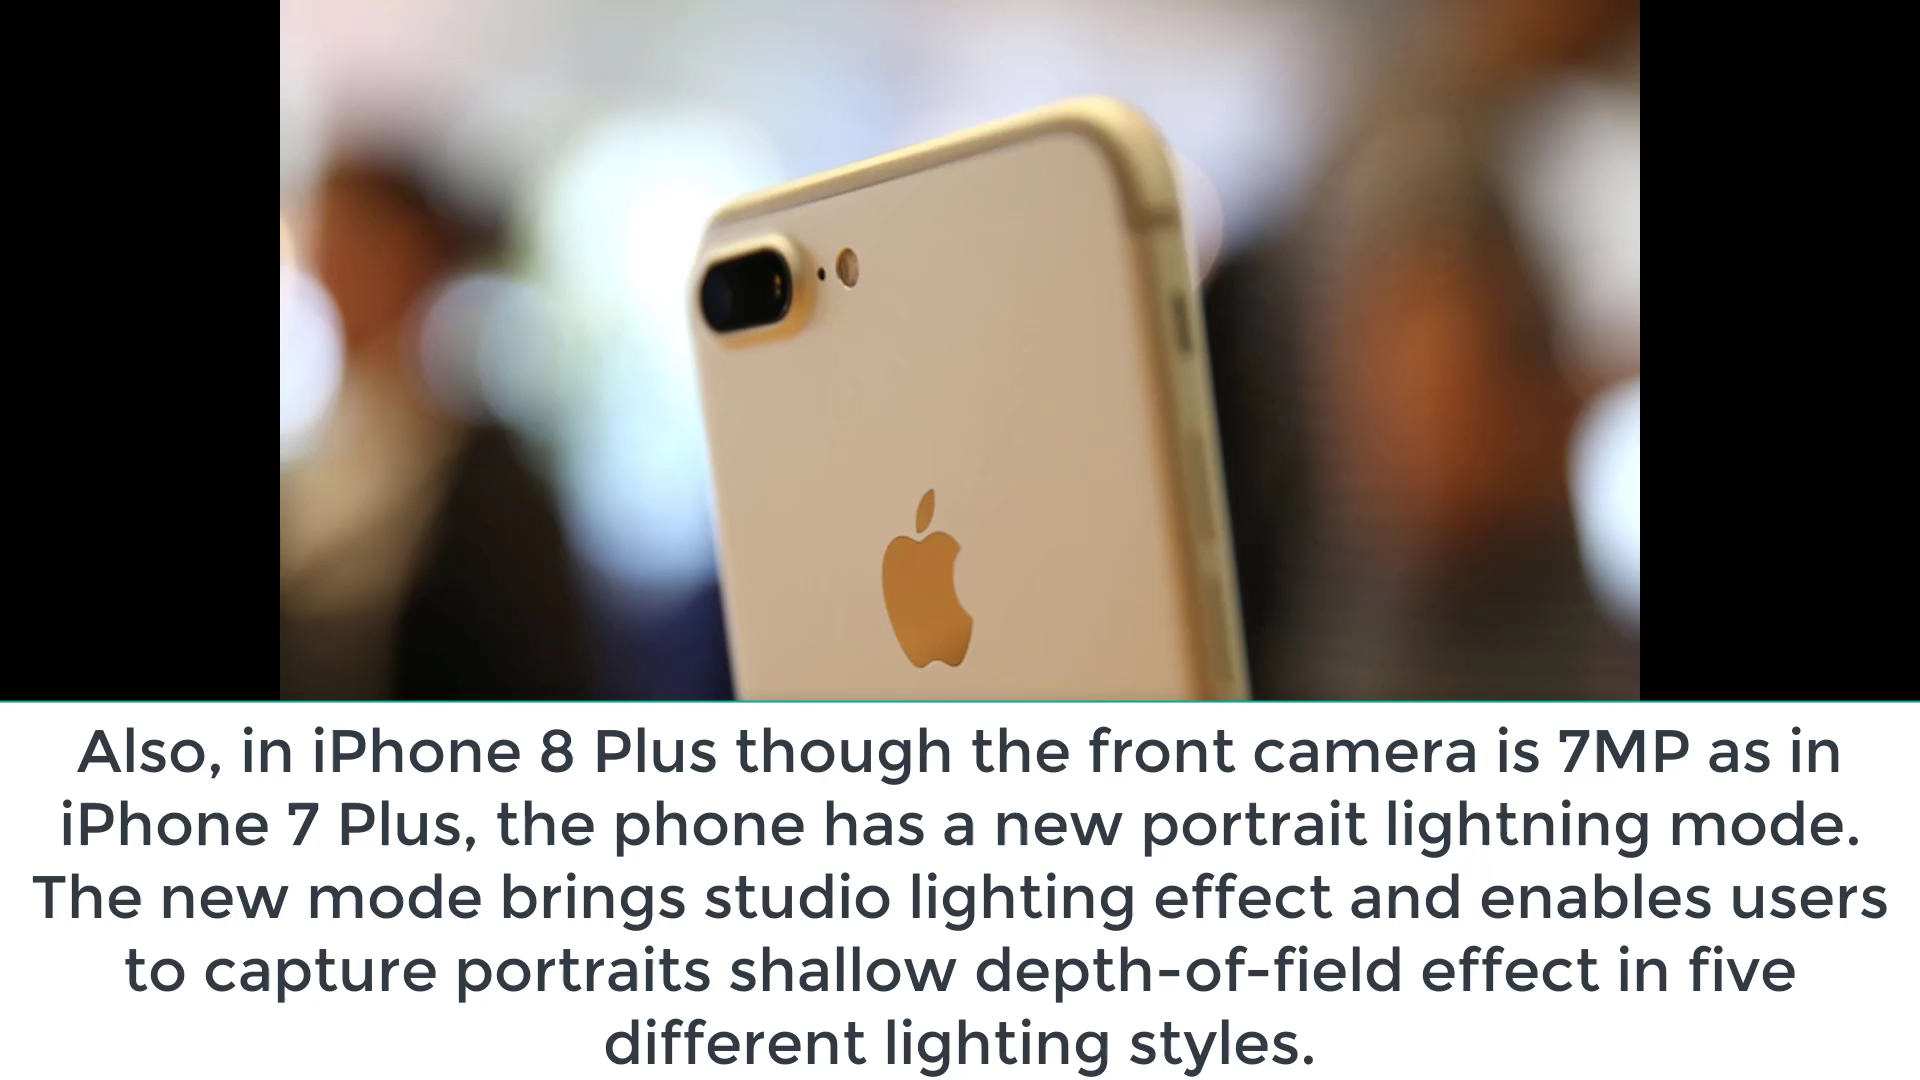 Also, in iPhone 8 Plus though the front camera is 7MP as in
iPhone 7 Plus, the phone has a new portrait lightning mode.
The new mode brings studio lighting effect and enables users
to capture portraits shallow depth-of-field effect in five
different lighting styles.